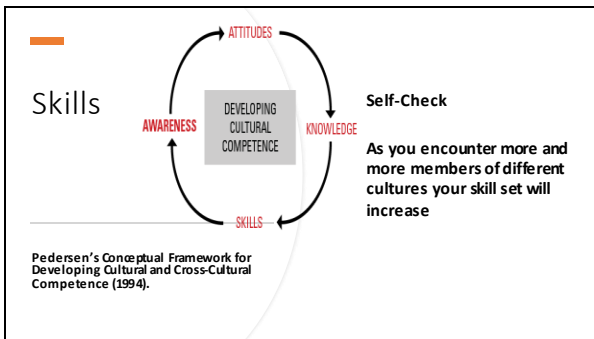 Skills
ATTITUDES
AWARENESS
DEVELOPING
CULTURAL
COMPETENCE
KNOWLEDGE
SKILLS
Self-Check
As you encounter more and
more members of different
cultures your skill set will
increase
Pedersen's Conceptual Framework for
Developing Cultural and Cross-Cultural
Competence (1994).